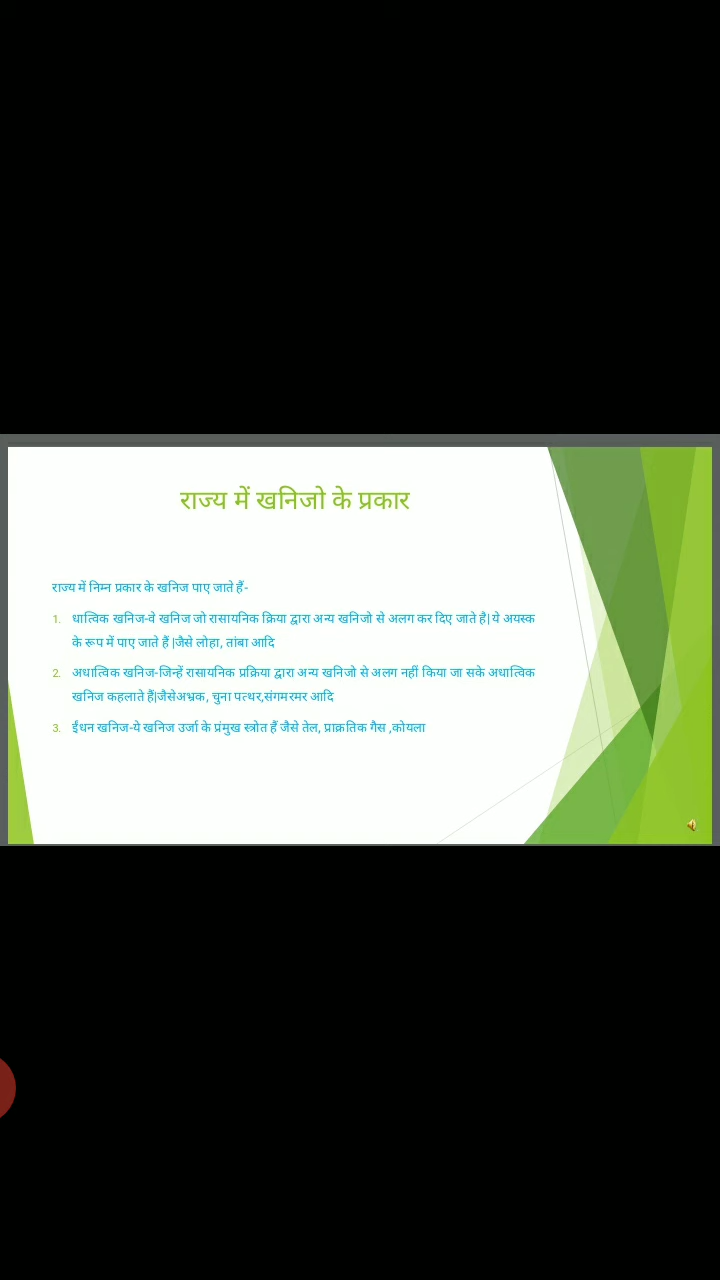 राज्य में खनिजो के प्रकार
राज्य में निम्न प्रकार के खनिज पाए जाते हैं-
1. धात्विक खनिज-वे खनिज जो रासायनिक क्रिया द्वारा अन्य खनिजो से अलग कर दिए जाते है|ये अयस्क
के रूप में पाए जाते हैं |जैसे लोहा, तांबा आदि
2. अधात्विक खनिज-जिन्हें रासायनिक प्रक्रिया द्वारा अन्य खनिजो से अलग नहीं किया जा सके अधात्विक
खनिज कहलाते हैं|जैसेअभ्रक, चुना पत्थर,संगमरमर आदि
3. ईंधन खनिज-ये खनिज उर्जा के प्रंमुख स्त्रोत हैं जैसे तेल, प्राक्रतिक गैस ,कोयला